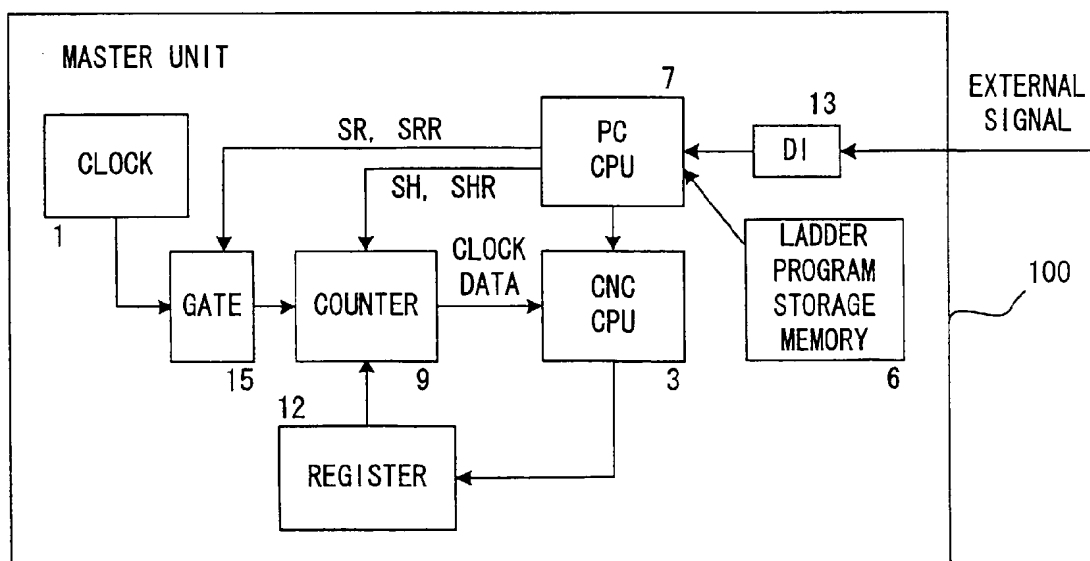 MASTER UNIT
7
EXTERNAL
SIGNAL
13
CLOCK
SR, SRR
PC
CPU
DI
SH, SHR
1
CLOCK
DATA
LADDER
PROGRAM
STORAGE
MEMORY
100
GATE
COUNTER
CNC
CPU
15
9
3
6
12
REGISTER